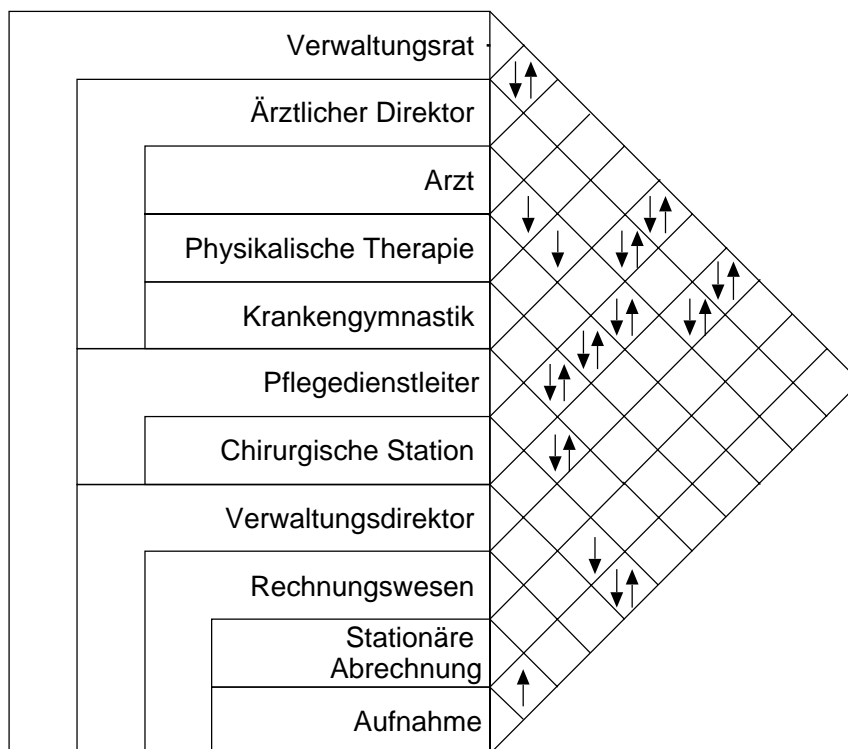 Verwaltungsrat
Ärztlicher Direktor
Arzt
Physikalische Therapie
Krankengymnastik
Pflegedienstleiter
Chirurgische Station
Verwaltungsdirektor
Rechnungswesen
Stationäre
Abrechnung
Aufnahme